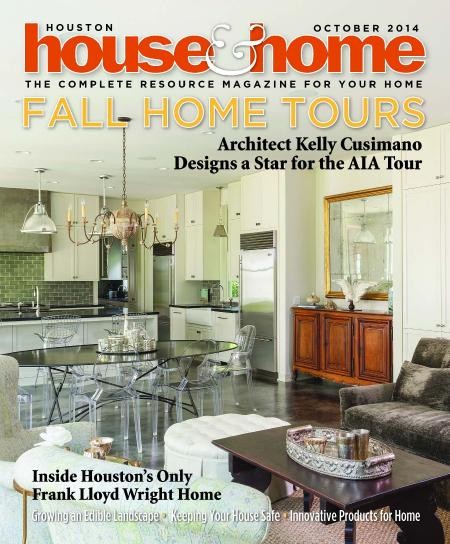 HOUSTON
OCTOBER 2014
house&home
THE COMPLETE RESOURCE MAGAZINE FOR YOUR HOME
FALL HOME TOURS
Architect Kelly Cusimano
Designs a Star for the AIA Tour
Inside Houston's Only
Frank Lloyd Wright Home
Growing an Edible Landscape • Keeping Your House Safe • Innovative Products for Home